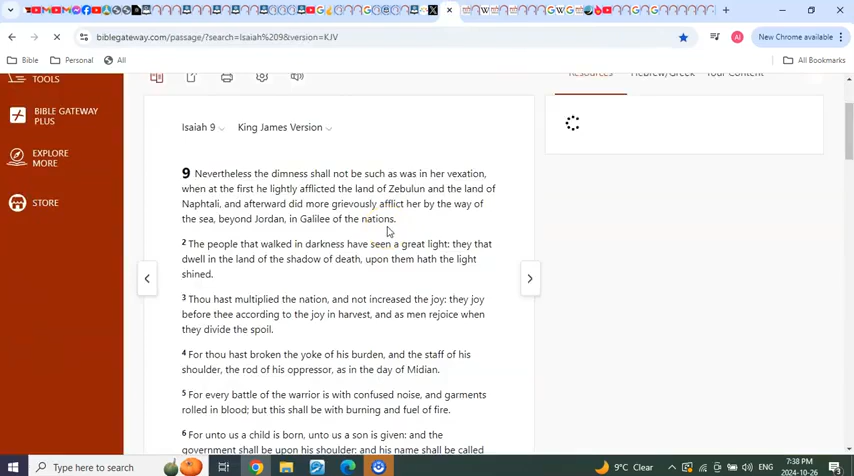 biblegateway.com/passage/?search=Isaiah%209&version=KJV
New Chrome available
Bible
Personal
All
All Bookmarks
TOOLS
BIBLE GATEWAY
PLUS
EXPLORE
MORE
STORE
Resources
Hebrew/Greek
Your Content
Isaiah 9
King James Version
9 Nevertheless the dimness shall not be such as was in her vexation,
when at the first he lightly afflicted the land of Zebulun and the land of
Naphtali, and afterward did more grievously afflict her by the way of
the sea, beyond Jordan, in Galilee of the nations.
2 The people that walked in darkness have seen a great light: they that
dwell in the land of the shadow of death, upon them hath the light
shined.
3 Thou hast multiplied the nation, and not increased the joy: they joy
before thee according to the joy in harvest, and as men rejoice when
they divide the spoil.
4 For thou hast broken the yoke of his burden, and the staff of his
shoulder, the rod of his oppressor, as in the day of Midian.
5 For every battle of the warrior is with confused noise, and garments
rolled in blood; but this shall be with burning and fuel of fire.
6 For unto us a child is born, unto us a son is given: and the
government shall be upon his shoulder: and his name shall be called
Type here to search
9°C Clear
ENG
7:38 PM
2024-10-26